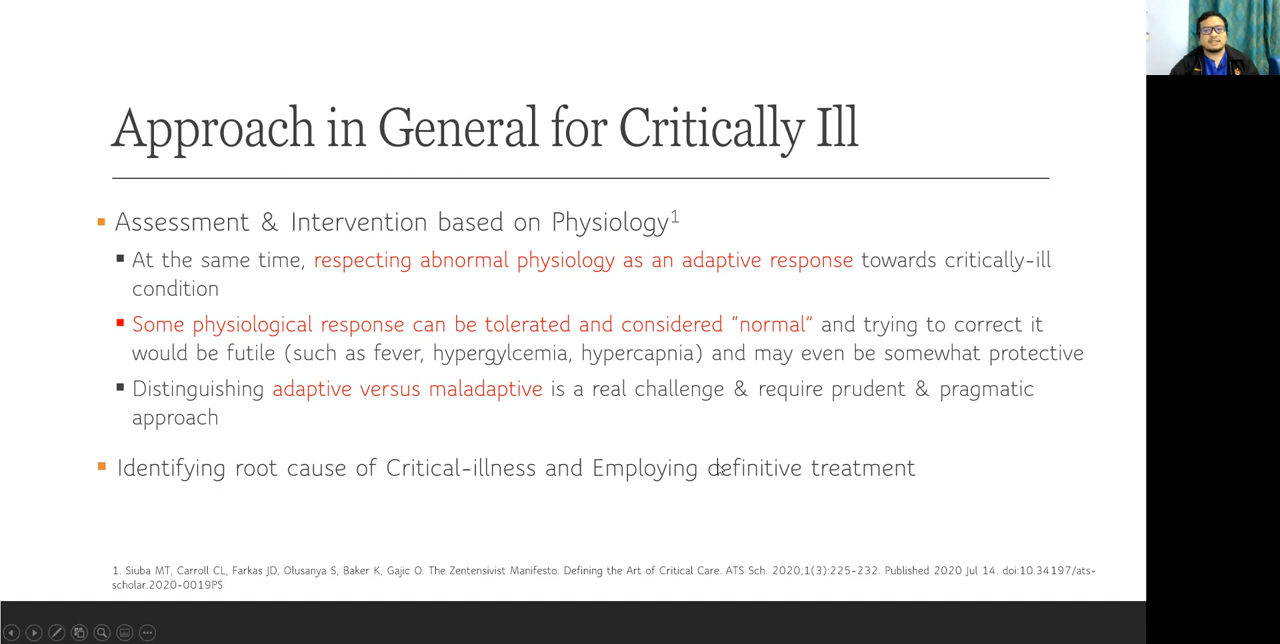 Approach in General for Critically Ill
Assessment & Intervention based on Physiology1
At the same time, respecting abnormal physiology as an adaptive response towards critically-ill
condition
Some physiological response can be tolerated and considered “normal” and trying to correct it
would be futile (such as fever, hypergylcemia, hypercapnia) and may even be somewhat protective
Distinguishing adaptive versus maladaptive is a real challenge & require prudent & pragmatic
approach
Identifying root cause of Critical-illness and Employing definitive treatment
1. Siuba MT, Carroll CL, Farkas JD, Olusanya S, Baker K, Gajic O. The Zentensivist Manifesto. Defining the Art of Critical Care. ATS Sch. 2020;1(3):225-232. Published 2020 Jul 14. doi:10.34197/ats-
scholar.2020-0019PS